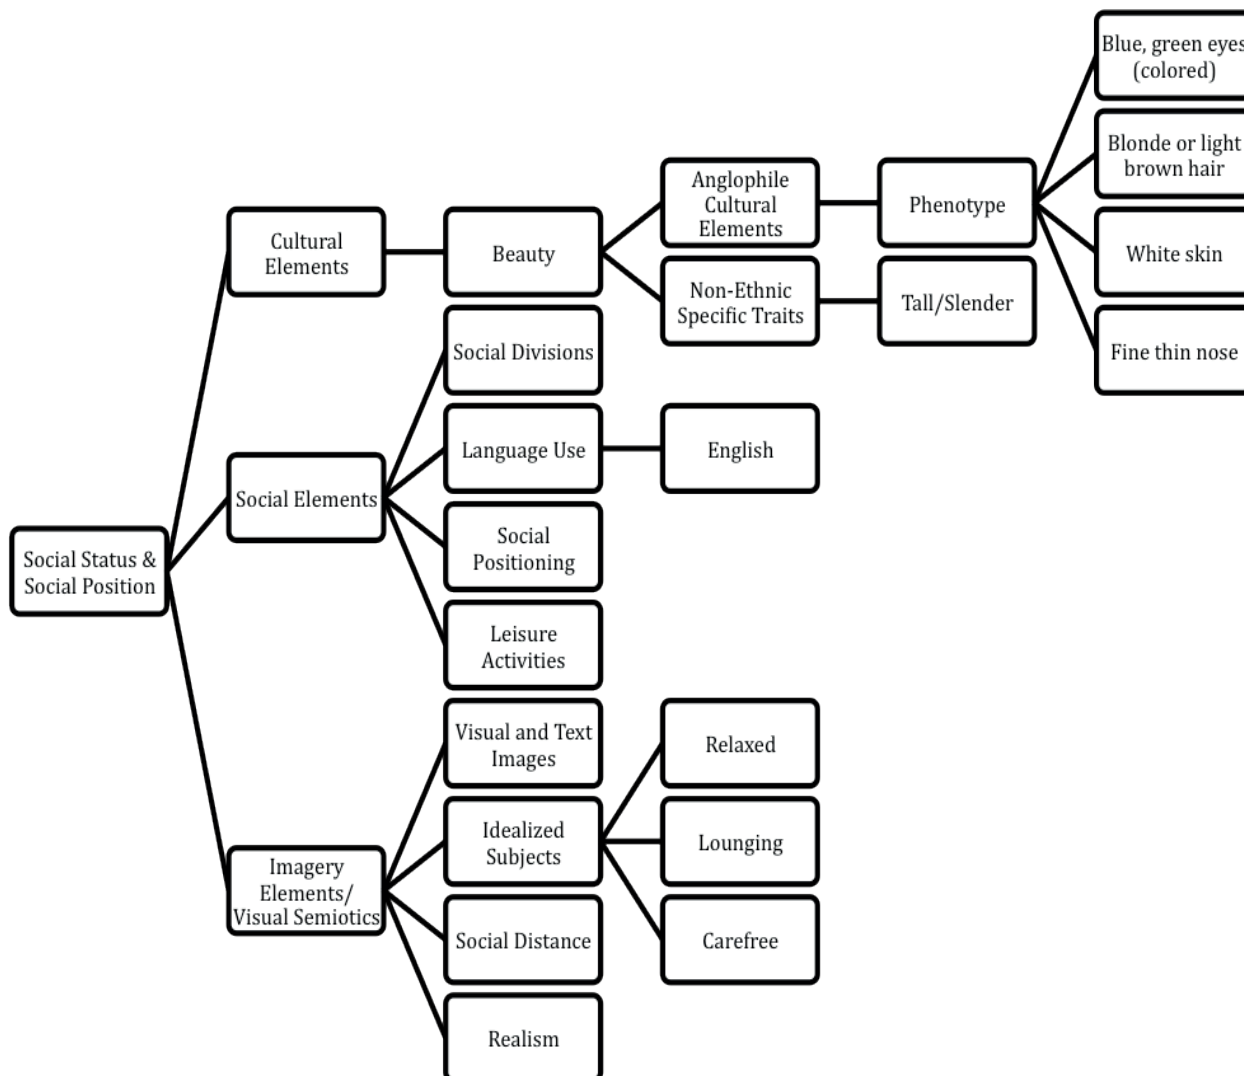 Blue, green eyes
(colored)
Blonde or light
brown hair
Anglophile
Cultural
Elements
Phenotype
Cultural
Elements
Beauty
White skin
Non-Ethnic
Specific Traits
Tall/Slender
Social Divisions
Fine thin nose
Language Use
English
Social Elements
Social
Positioning
Social Status &
Social Position
Leisure
Activities
Visual and Text
Images
Relaxed
Idealized
Subjects
Lounging
Imagery
Elements/
Visual Semiotics
Social Distance
Carefree
Realism